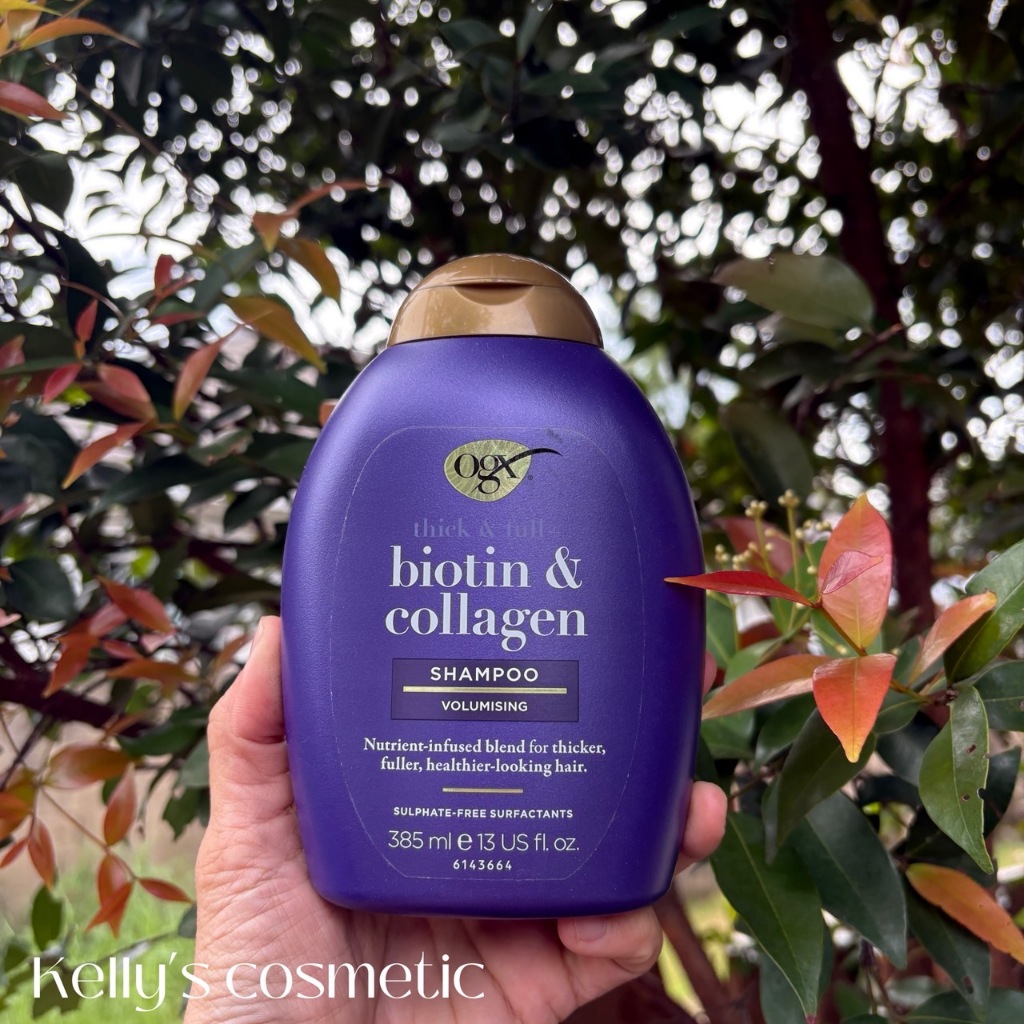 ogx
thick & full
biotin &
collagen
SHAMPOO
VOLUMISING
Nutrient-infused blend for thicker,
fuller, healthier-looking hair.
SULPHATE-FREE SURFACTANTS
385 ml ℮ 13 US fl. oz.
6143664
Kelly's cosmetic